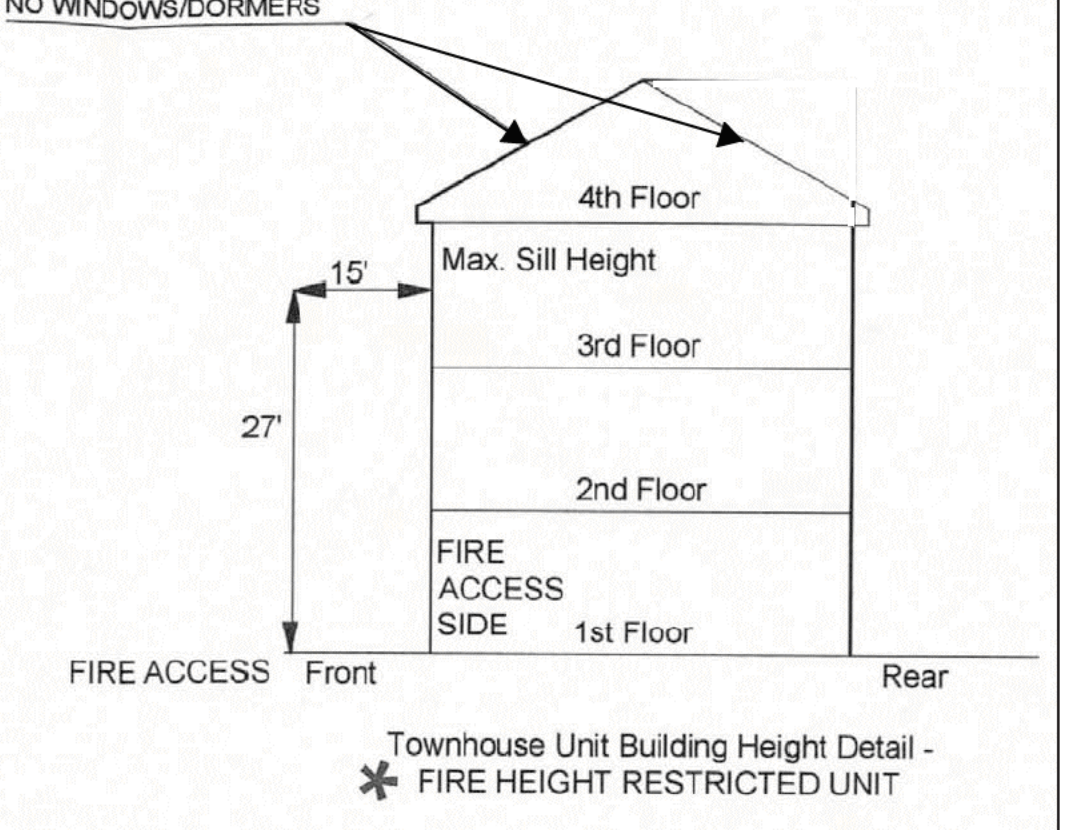 NO WINDOWS/DORMERS
4th Floor
Max. Sill Height
15'
3rd Floor
27'
2nd Floor
FIRE
ACCESS
SIDE
1st Floor
FIRE ACCESS Front
Rear
Townhouse Unit Building Height Detail -
* FIRE HEIGHT RESTRICTED UNIT